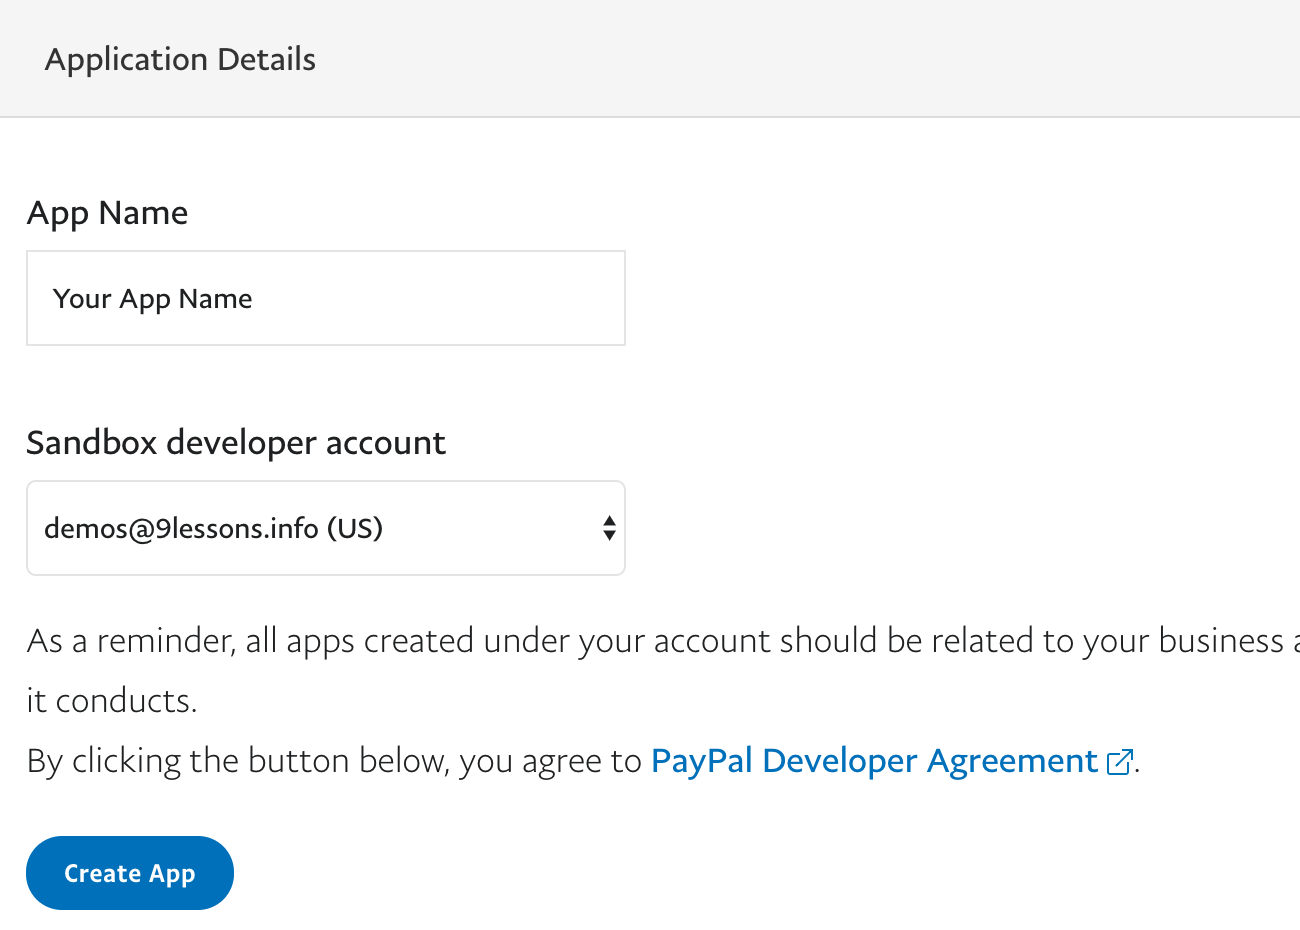 Application Details
App Name
Your App Name
Sandbox developer account
demos@9lessons.info (US)
As a reminder, all apps created under your account should be related to your business
it conducts.
By clicking the button below, you agree to PayPal Developer Agreement.
Create App